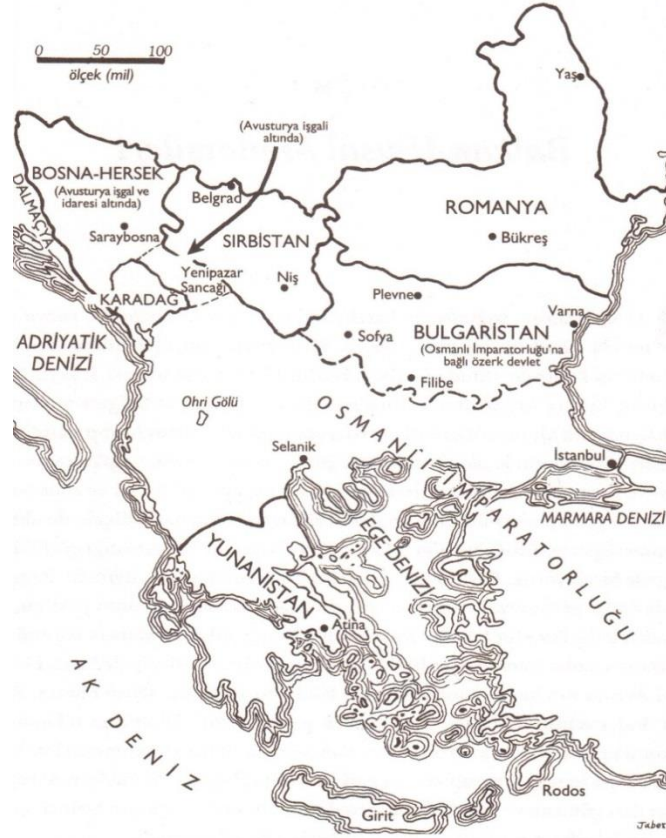 0 50 100
ölçek (mil)
Yaş
(Avusturya işgali
altında)
BOSNA-HERSEK
(Avusturya işgal ve
idaresi altında)
Belgrad
DALMAÇYA
ROMANYA
Saraybosna
SIRBİSTAN
Bükreş
Yenipazar
Sancağı
Niş
KARADAĞ
Plevne
Varna
ADRİYATİK
DENİZİ
Sofya
BULGARİSTAN
(Osmanlı İmparatorluğu'na
bağlı özerk devlet
Filibe
Ohri Gölü
OSMANLI İMPARATORLUĞU
Selanik
İstanbul
MARMARA DENİZİ
EGE DENİZİ
YUNANİSTAN
Atina
AK DENİZ
Rodos
Girit
Jabet